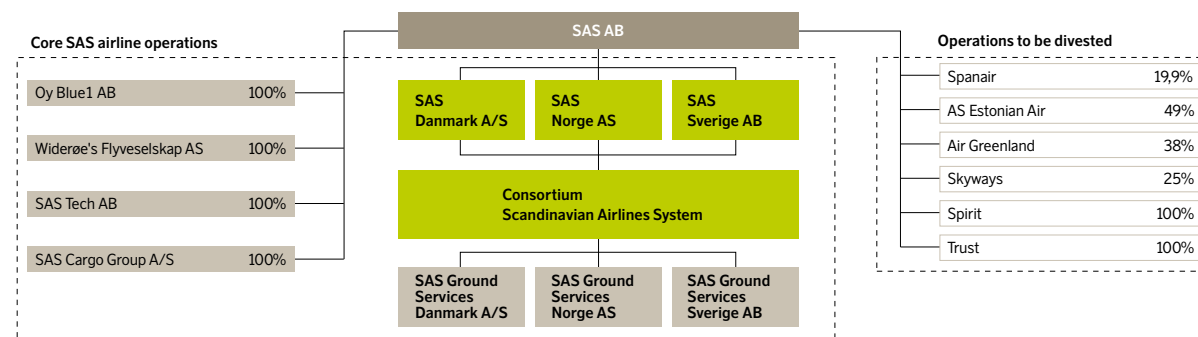 SAS AB
Core SAS airline operations
Oy Blue1 AB 100%
Widerøe's Flyveselskap AS 100%
SAS Tech AB 100%
SAS Cargo Group A/S 100%
SAS
Danmark A/S
SAS
Norge AS
SAS
Sverige AB
Consortium
Scandinavian Airlines System
SAS Ground
Services
Danmark A/S
SAS Ground
Services
Norge AS
SAS Ground
Services
Sverige AB
Operations to be divested
Spanair 19,9%
AS Estonian Air 49%
Air Greenland 38%
Skyways 25%
Spirit 100%
Trust 100%